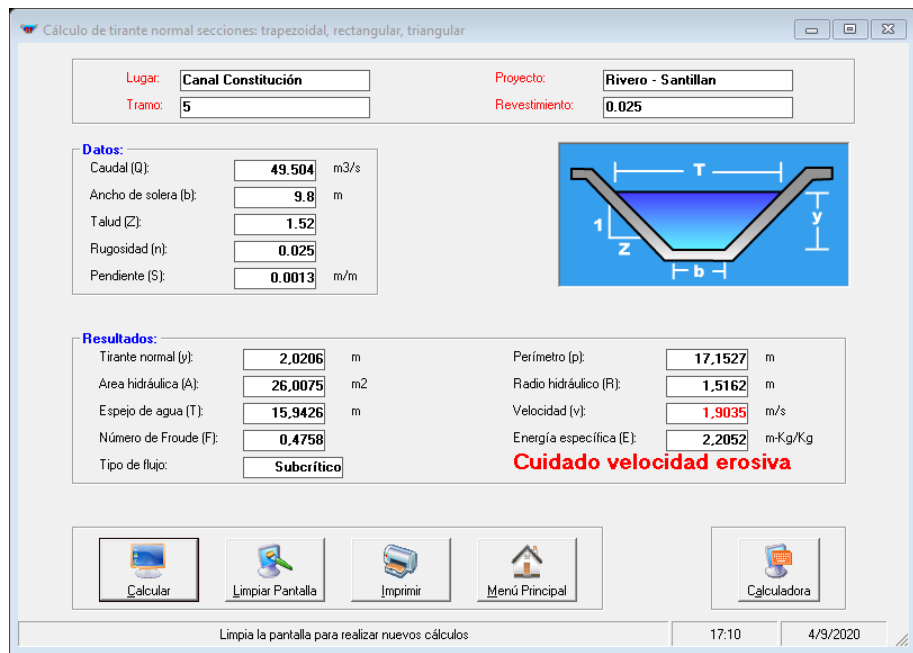 Cálculo de tirante normal secciones: trapezoidal, rectangular, triangular
Lugar: Canal Constitución Proyecto: Rivero - Santillan
Tramo: 5 Revestimiento: 0.025
Datos:
Caudal (Q): 49.504 m3/s
Ancho de solera (b): 9.8 m
Talud (Z): 1.52
Rugosidad (n): 0.025
Pendiente (S): 0.0013 m/m
T
1
Z
y
b
Resultados:
Tirante normal (y): 2,0206 m Perímetro (p): 17,1527 m
Area hidráulica (A): 26,0075 m2 Radio hidráulico (R): 1,5162 m
Espejo de agua (T): 15,9426 m Velocidad (v): 1,9035 m/s
Número de Froude (F): 0,4758 Energía específica (E): 2,2052 m-Kg/Kg
Tipo de flujo: Subcrítico Cuidado velocidad erosiva
Calcular Limpiar Pantalla Imprimir Menú Principal Calculadora
Limpia la pantalla para realizar nuevos cálculos 17:10 4/9/2020